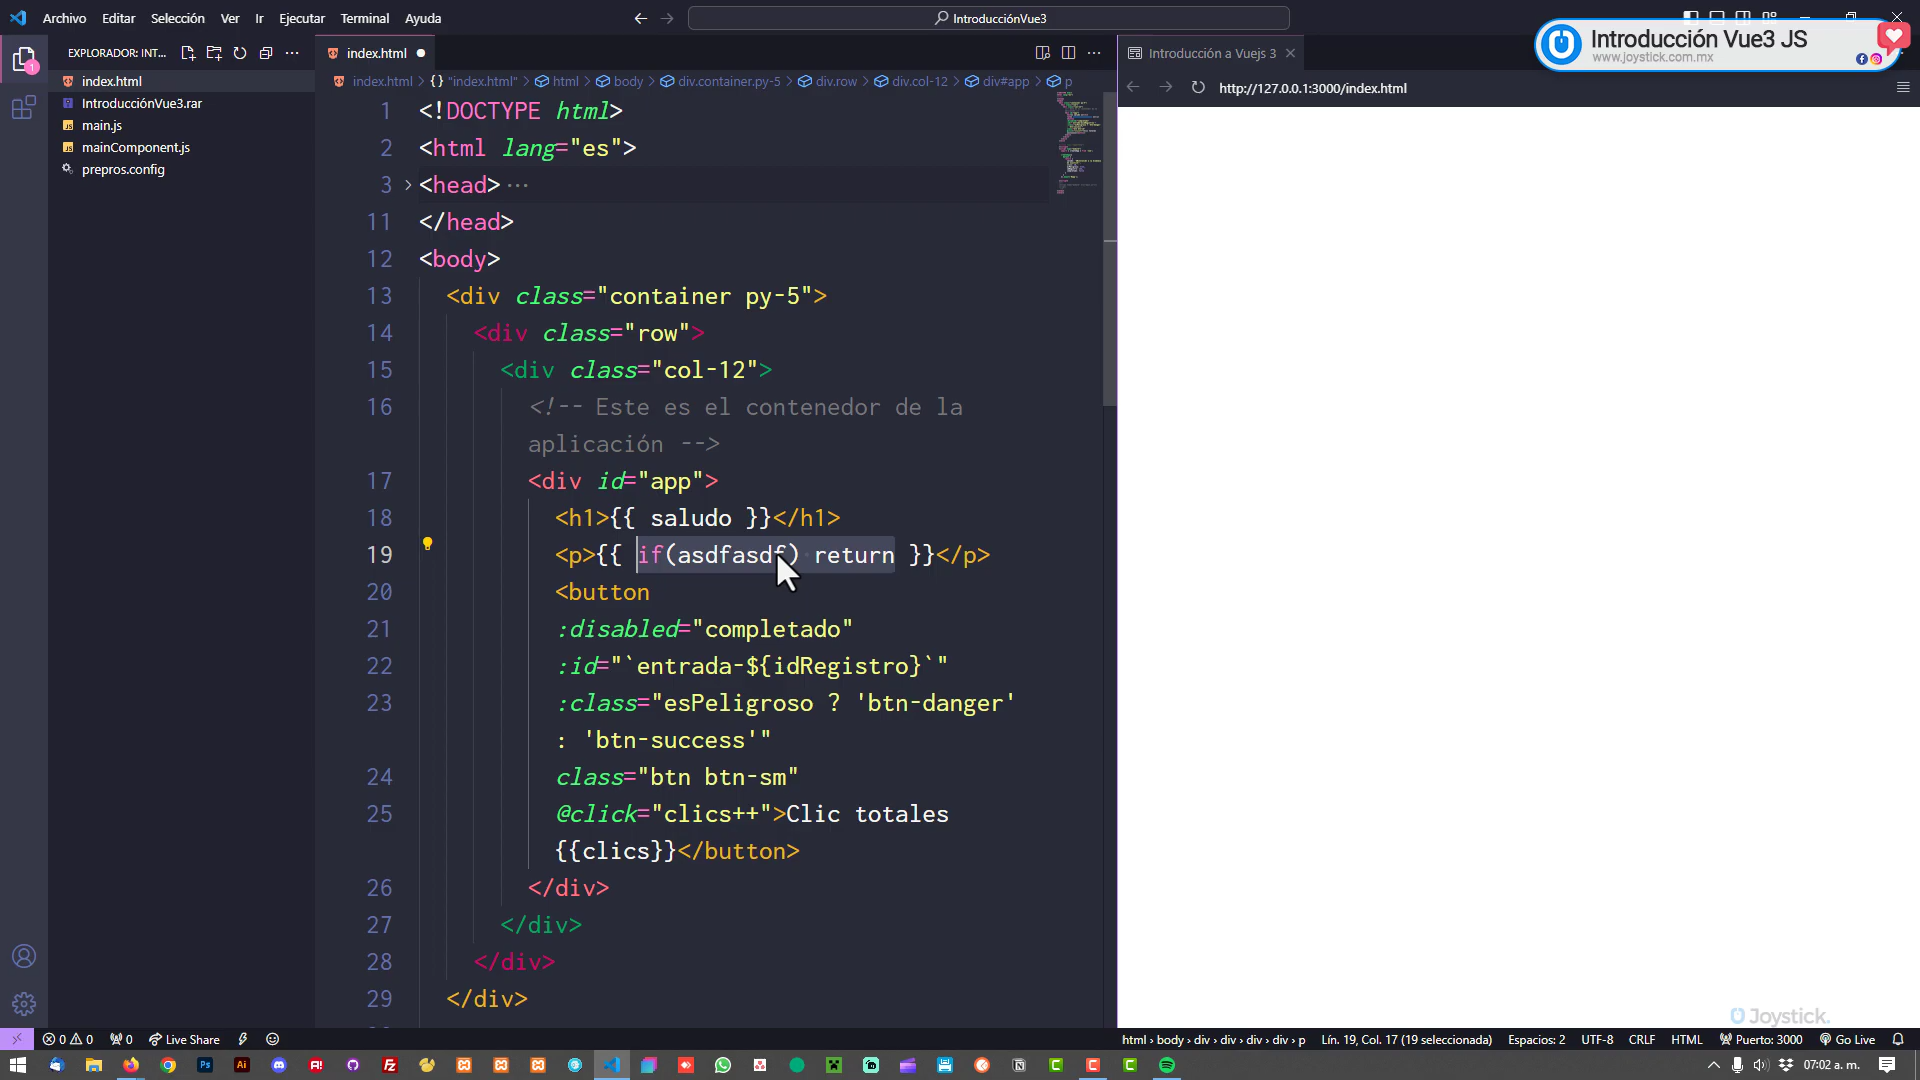 Archivo Editar Selección Ver Ir Ejecutar Terminal Ayuda
IntroducciónVue3
EXPLORADOR: INT...
index.html
IntroducciónVue3.rar
main.js
mainComponent.js
prepros.config
1
index.html
index.html > {} "index.html" > html > body > div.container.py-5 > div.row > div.col-12 > div#app > p
1 <!DOCTYPE html>
2 <html lang="es">
3 <head> ···
11 </head>
12 <body>
13 <div class="container py-5">
14 <div class="row">
15 <div class="col-12">
16 <!-- Este es el contenedor de la
aplicación -->
17 <div id="app">
18 <h1>{{ saludo }}</h1>
19 <p>{{ if(asdfasdf) return }}</p>
20 <button
21 :disabled="completado"
22 :id="`entrada-${idRegistro}`"
23 :class="esPeligroso ? 'btn-danger'
: 'btn-success'"
24 class="btn btn-sm"
25 @click="clics++">Clic totales
{{clics}}</button>
26 </div>
27 </div>
28 </div>
29 </div>
Introducción a Vuejs 3
http://127.0.0.1:3000/index.html
Introducción Vue3 JS
www.joystick.com.mx
Joystick.
0 0 0 Live Share
html > body > div > div > div > div > p Lín. 19, Col. 17 (19 seleccionada) Espacios: 2 UTF-8 CRLF HTML Puerto: 3000 Go Live
07:02 a. m.